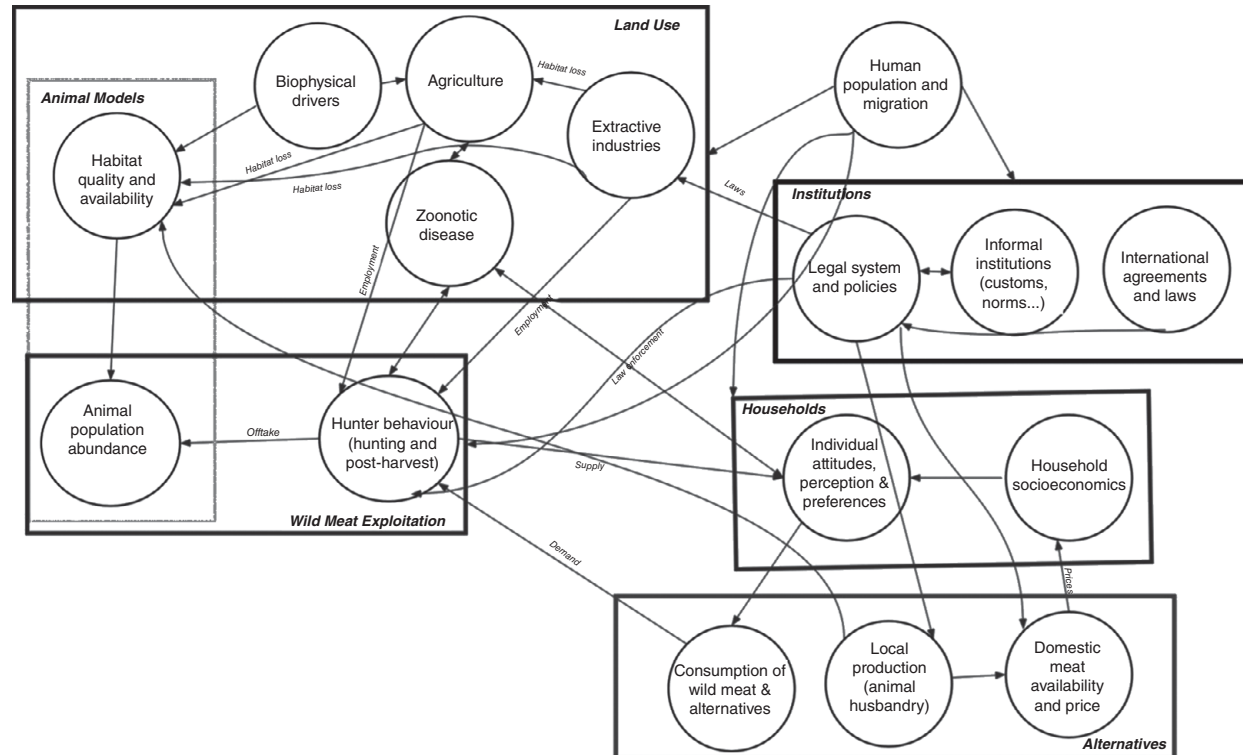 Land Use
Biophysical
drivers
Agriculture
Habitat loss
Extractive
industries
Human
population and
migration
Animal Models
Habitat
quality and
availability
Habitat loss
Habitat loss
Zoonotic
disease
Laws
Institutions
Legal system
and policies
Informal
institutions
(customs,
norms...)
International
agreements
and laws
Employment
Employment
Law enforcement
Animal
population
abundance
Offtake
Hunter behaviour
(hunting and
post-harvest)
Wild Meat Exploitation
Supply
Households
Individual
attitudes,
perception &
preferences
Household
socioeconomics
Demand
Prices
Consumption of
wild meat &
alternatives
Local
production
(animal
husbandry)
Domestic
meat
availability
and price
Alternatives